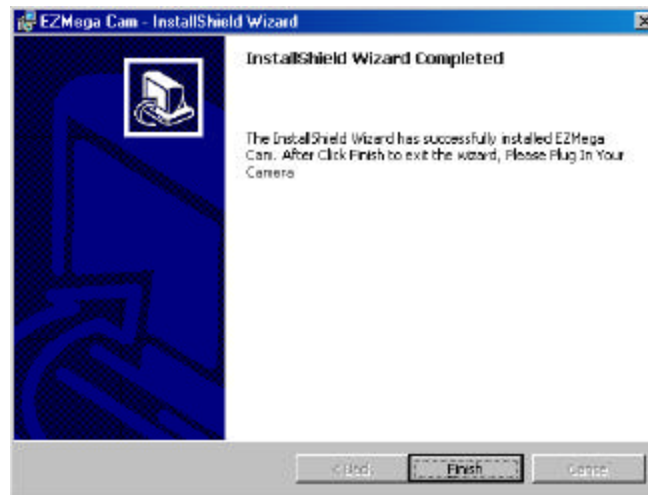 EZMega Cam - InstallShield Wizard
InstallShield Wizard Completed
The InstallShield Wizard has successfully installed EZMega
Cam. After Click Finish to exit the wizard, Please Plug In Your
Camera
< Back
Finish
Cancel